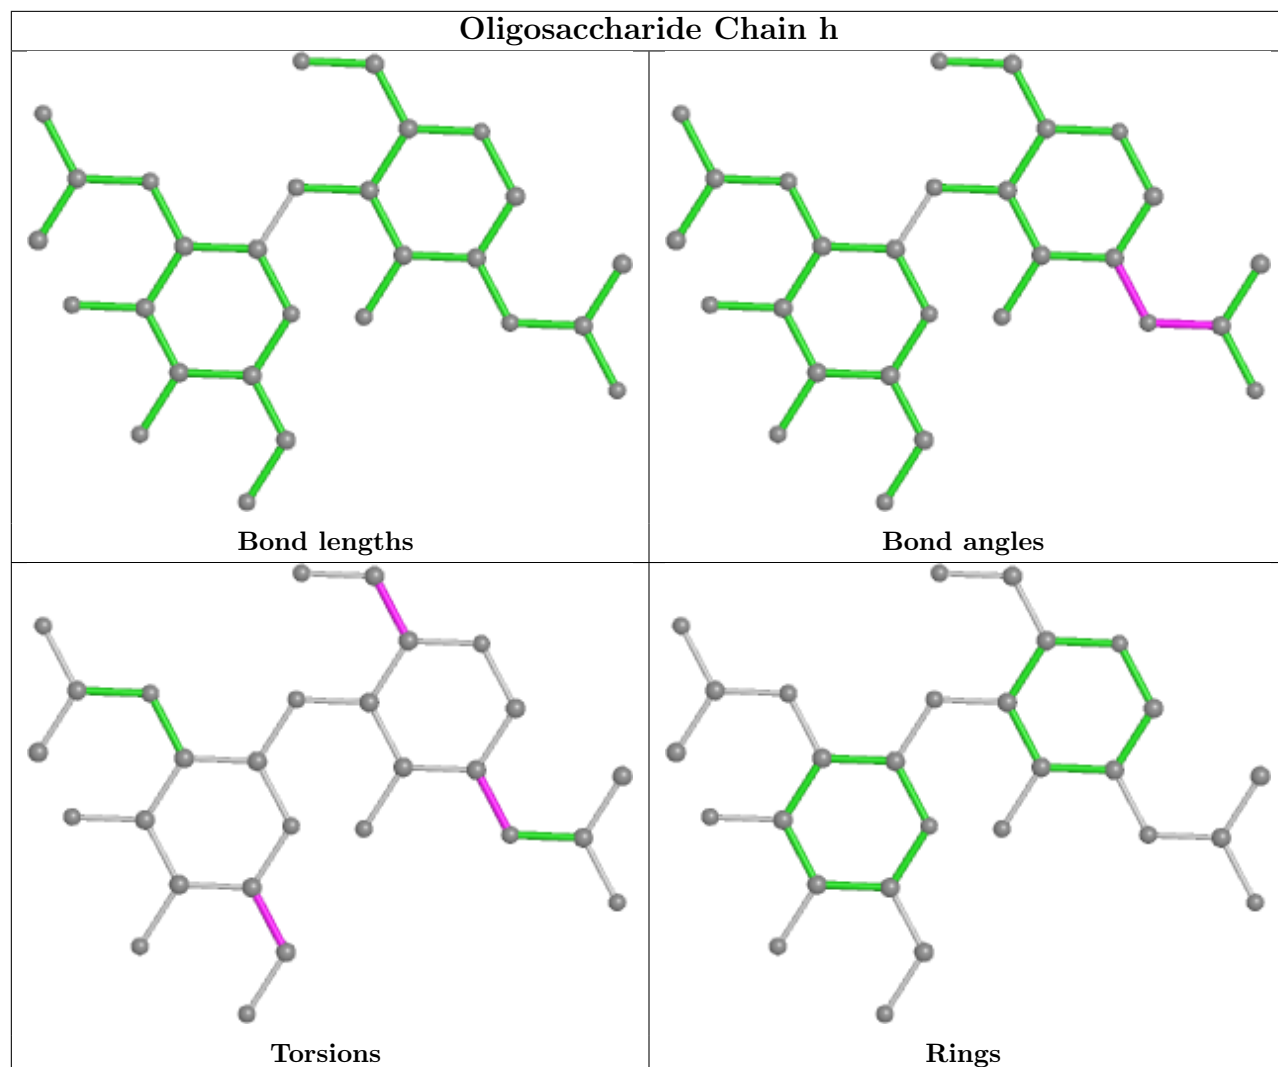 Oligosaccharide Chain h
Bond lengths
Bond angles
Torsions
Rings